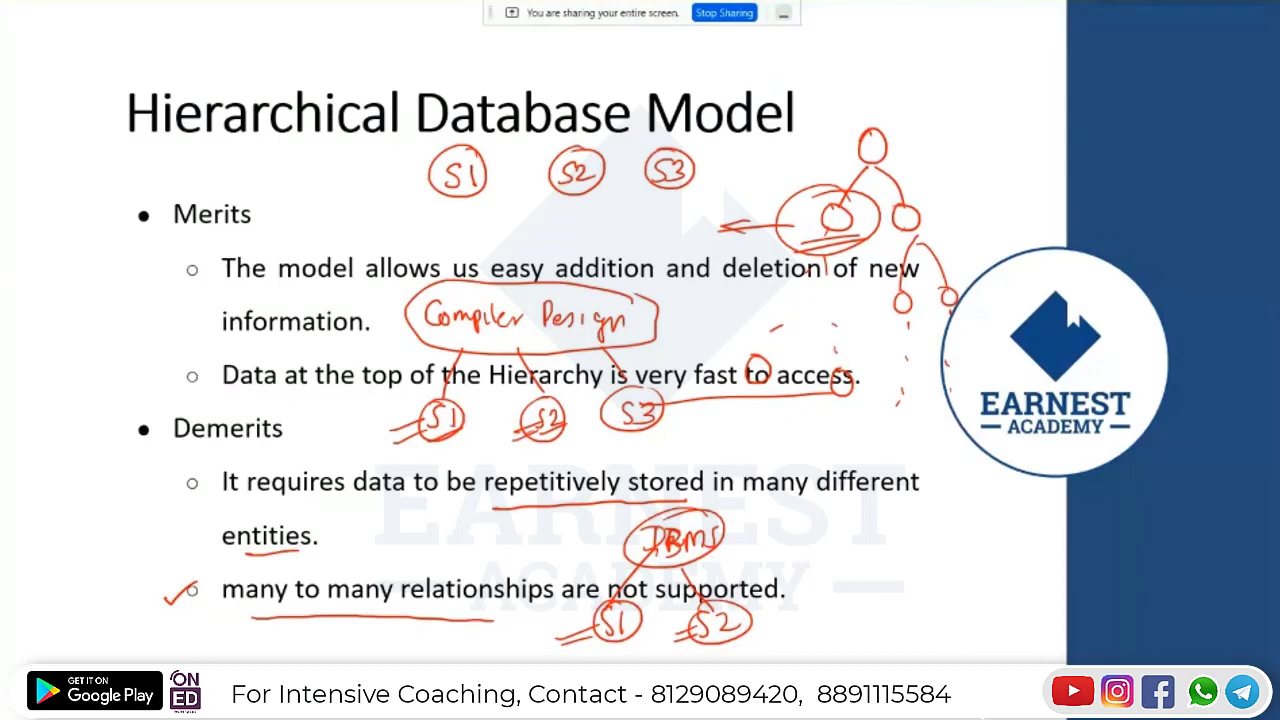 You are sharing your entire screen. Stop Sharing
Hierarchical Database Model
S1 S2 S3
● Merits
○ The model allows us easy addition and deletion of new
information.
Compiler Design
○ Data at the top of the Hierarchy is very fast to access.
S1 S2 S3
● Demerits
○ It requires data to be repetitively stored in many different
entities.
DBMS
○ many to many relationships are not supported.
S1 S2
EARNEST
ACADEMY
EARNEST
ACADEMY
GET IT ON
Google Play
ON
ED
For Intensive Coaching, Contact - 8129089420, 8891115584